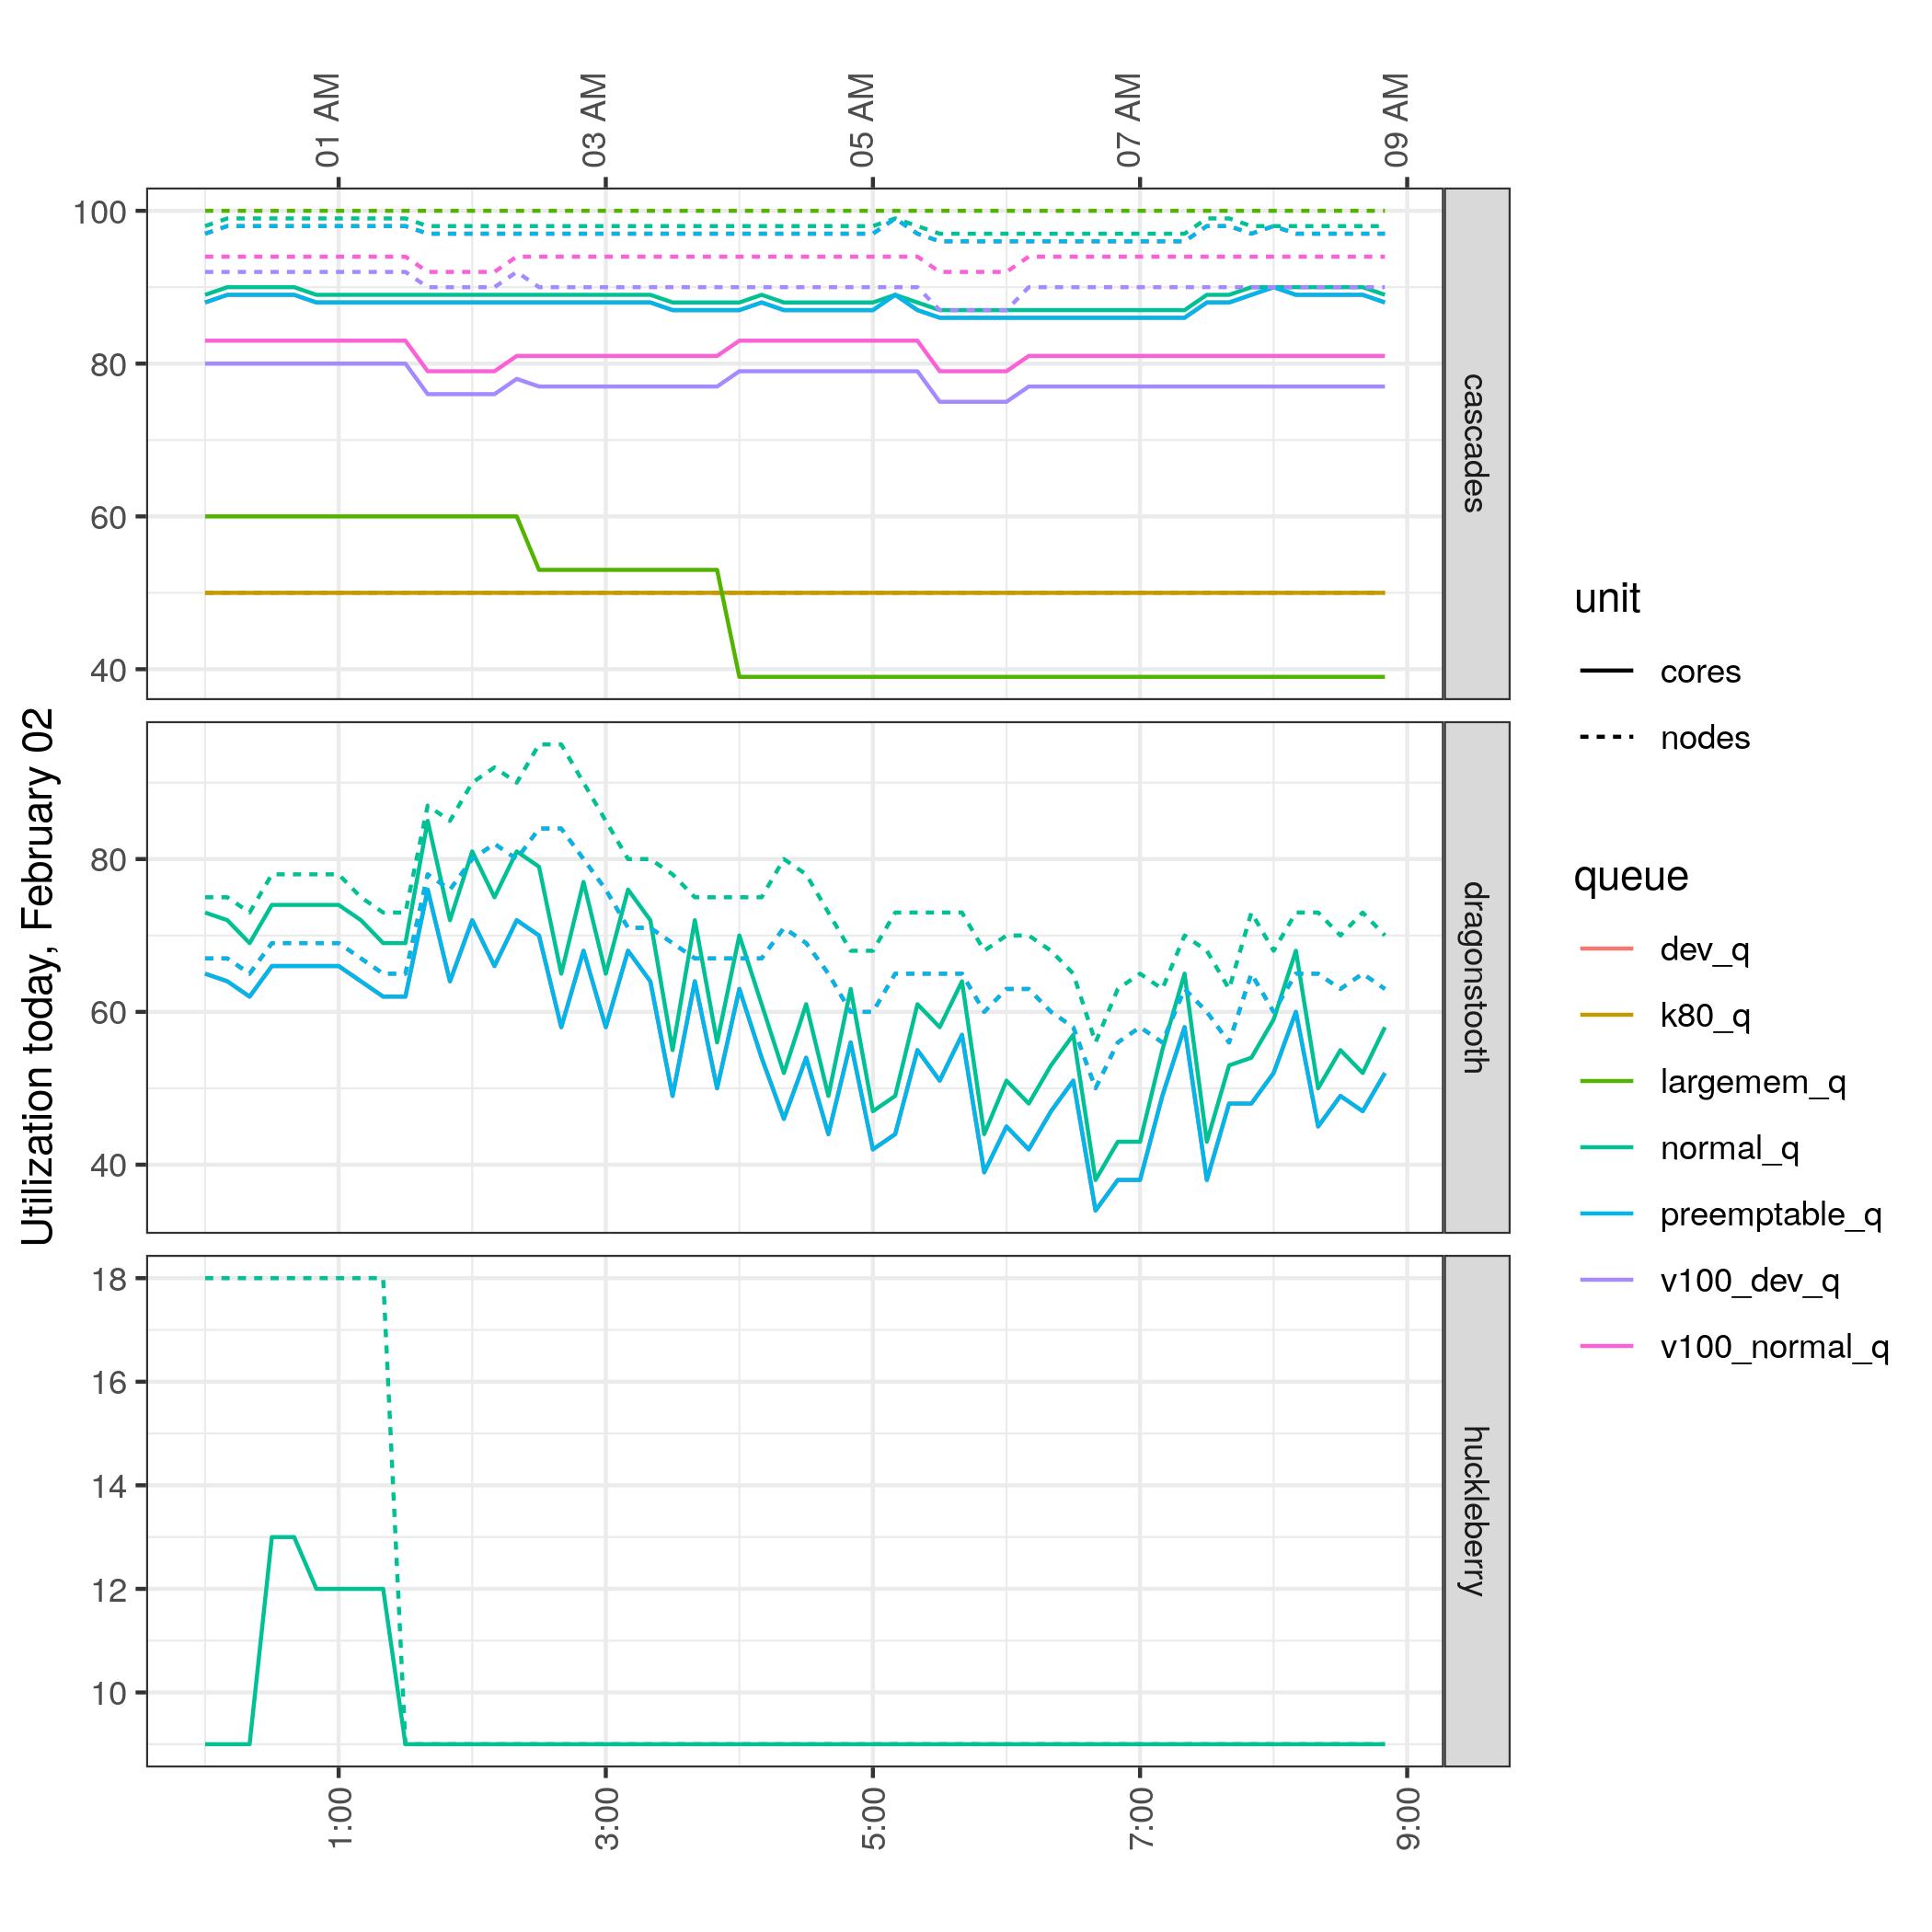 01 AM
03 AM
05 AM
07 AM
09 AM
Utilization today, February 02
100
80
60
40
cascades
80
60
40
dragonstooth
18
16
14
12
10
huckleberry
1:00
3:00
5:00
7:00
9:00
unit
cores
nodes
queue
dev_q
k80_q
largemem_q
normal_q
preemptable_q
v100_dev_q
v100_normal_q